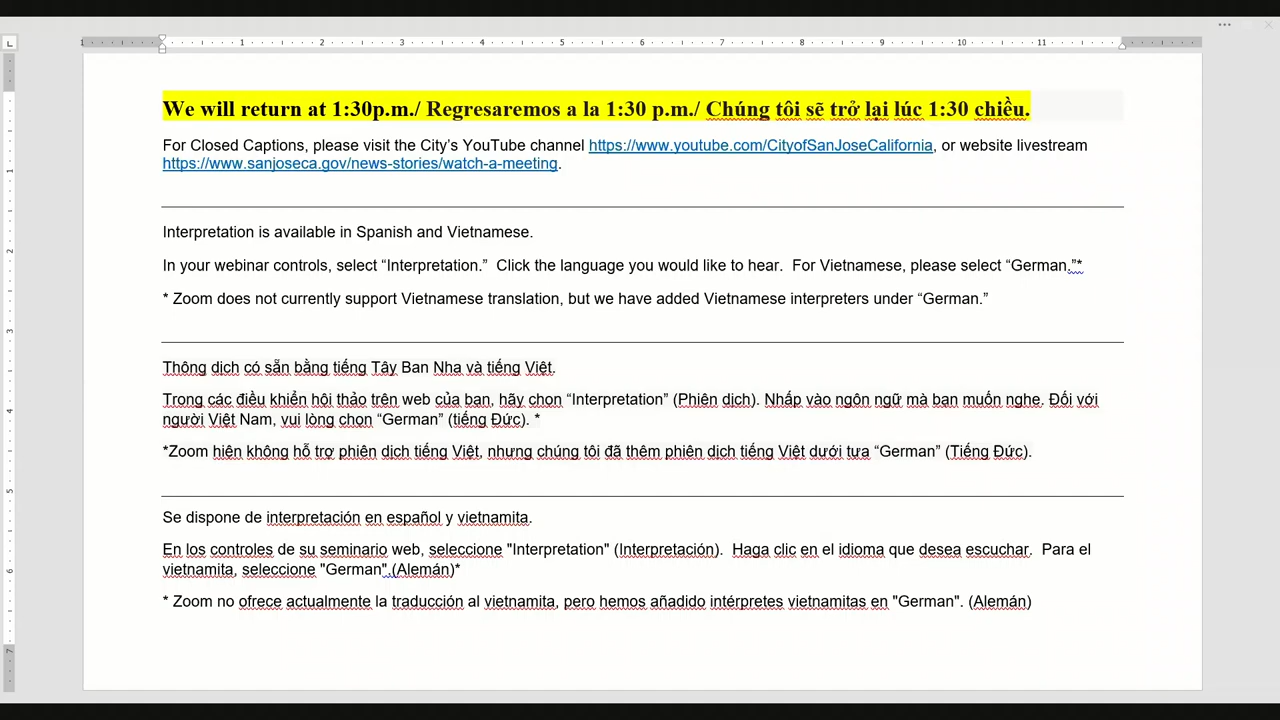 We will return at 1:30p.m./ Regresaremos a la 1:30 p.m./ Chúng tôi sẽ trở lại lúc 1:30 chiều.
For Closed Captions, please visit the City’s YouTube channel https://www.youtube.com/CityofSanJoseCalifornia, or website livestream
https://www.sanjoseca.gov/news-stories/watch-a-meeting.
Interpretation is available in Spanish and Vietnamese.
In your webinar controls, select “Interpretation.”  Click the language you would like to hear.  For Vietnamese, please select “German.”*
* Zoom does not currently support Vietnamese translation, but we have added Vietnamese interpreters under “German.”
Thông dịch có sẵn bằng tiếng Tây Ban Nha và tiếng Việt.
Trong các điều khiển hội thảo trên web của bạn, hãy chọn “Interpretation” (Phiên dịch). Nhấp vào ngôn ngữ mà bạn muốn nghe. Đối với
người Việt Nam, vui lòng chọn “German” (tiếng Đức). *
*Zoom hiện không hỗ trợ phiên dịch tiếng Việt, nhưng chúng tôi đã thêm phiên dịch tiếng Việt dưới tựa “German” (Tiếng Đức).
Se dispone de interpretación en español y vietnamita.
En los controles de su seminario web, seleccione "Interpretation" (Interpretación).  Haga clic en el idioma que desea escuchar.  Para el
vietnamita, seleccione "German".(Alemán)*
* Zoom no ofrece actualmente la traducción al vietnamita, pero hemos añadido intérpretes vietnamitas en "German". (Alemán)